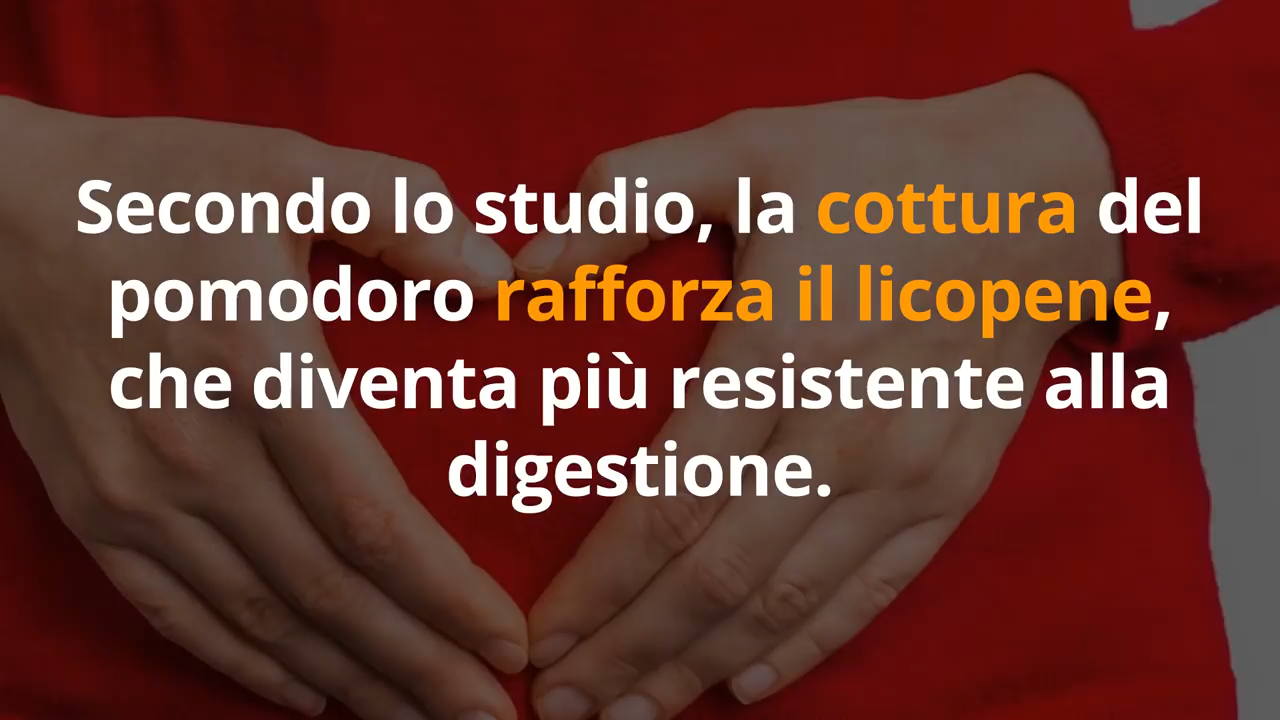 Secondo lo studio, la cottura del
pomodoro rafforza il licopene,
che diventa più resistente alla
digestione.